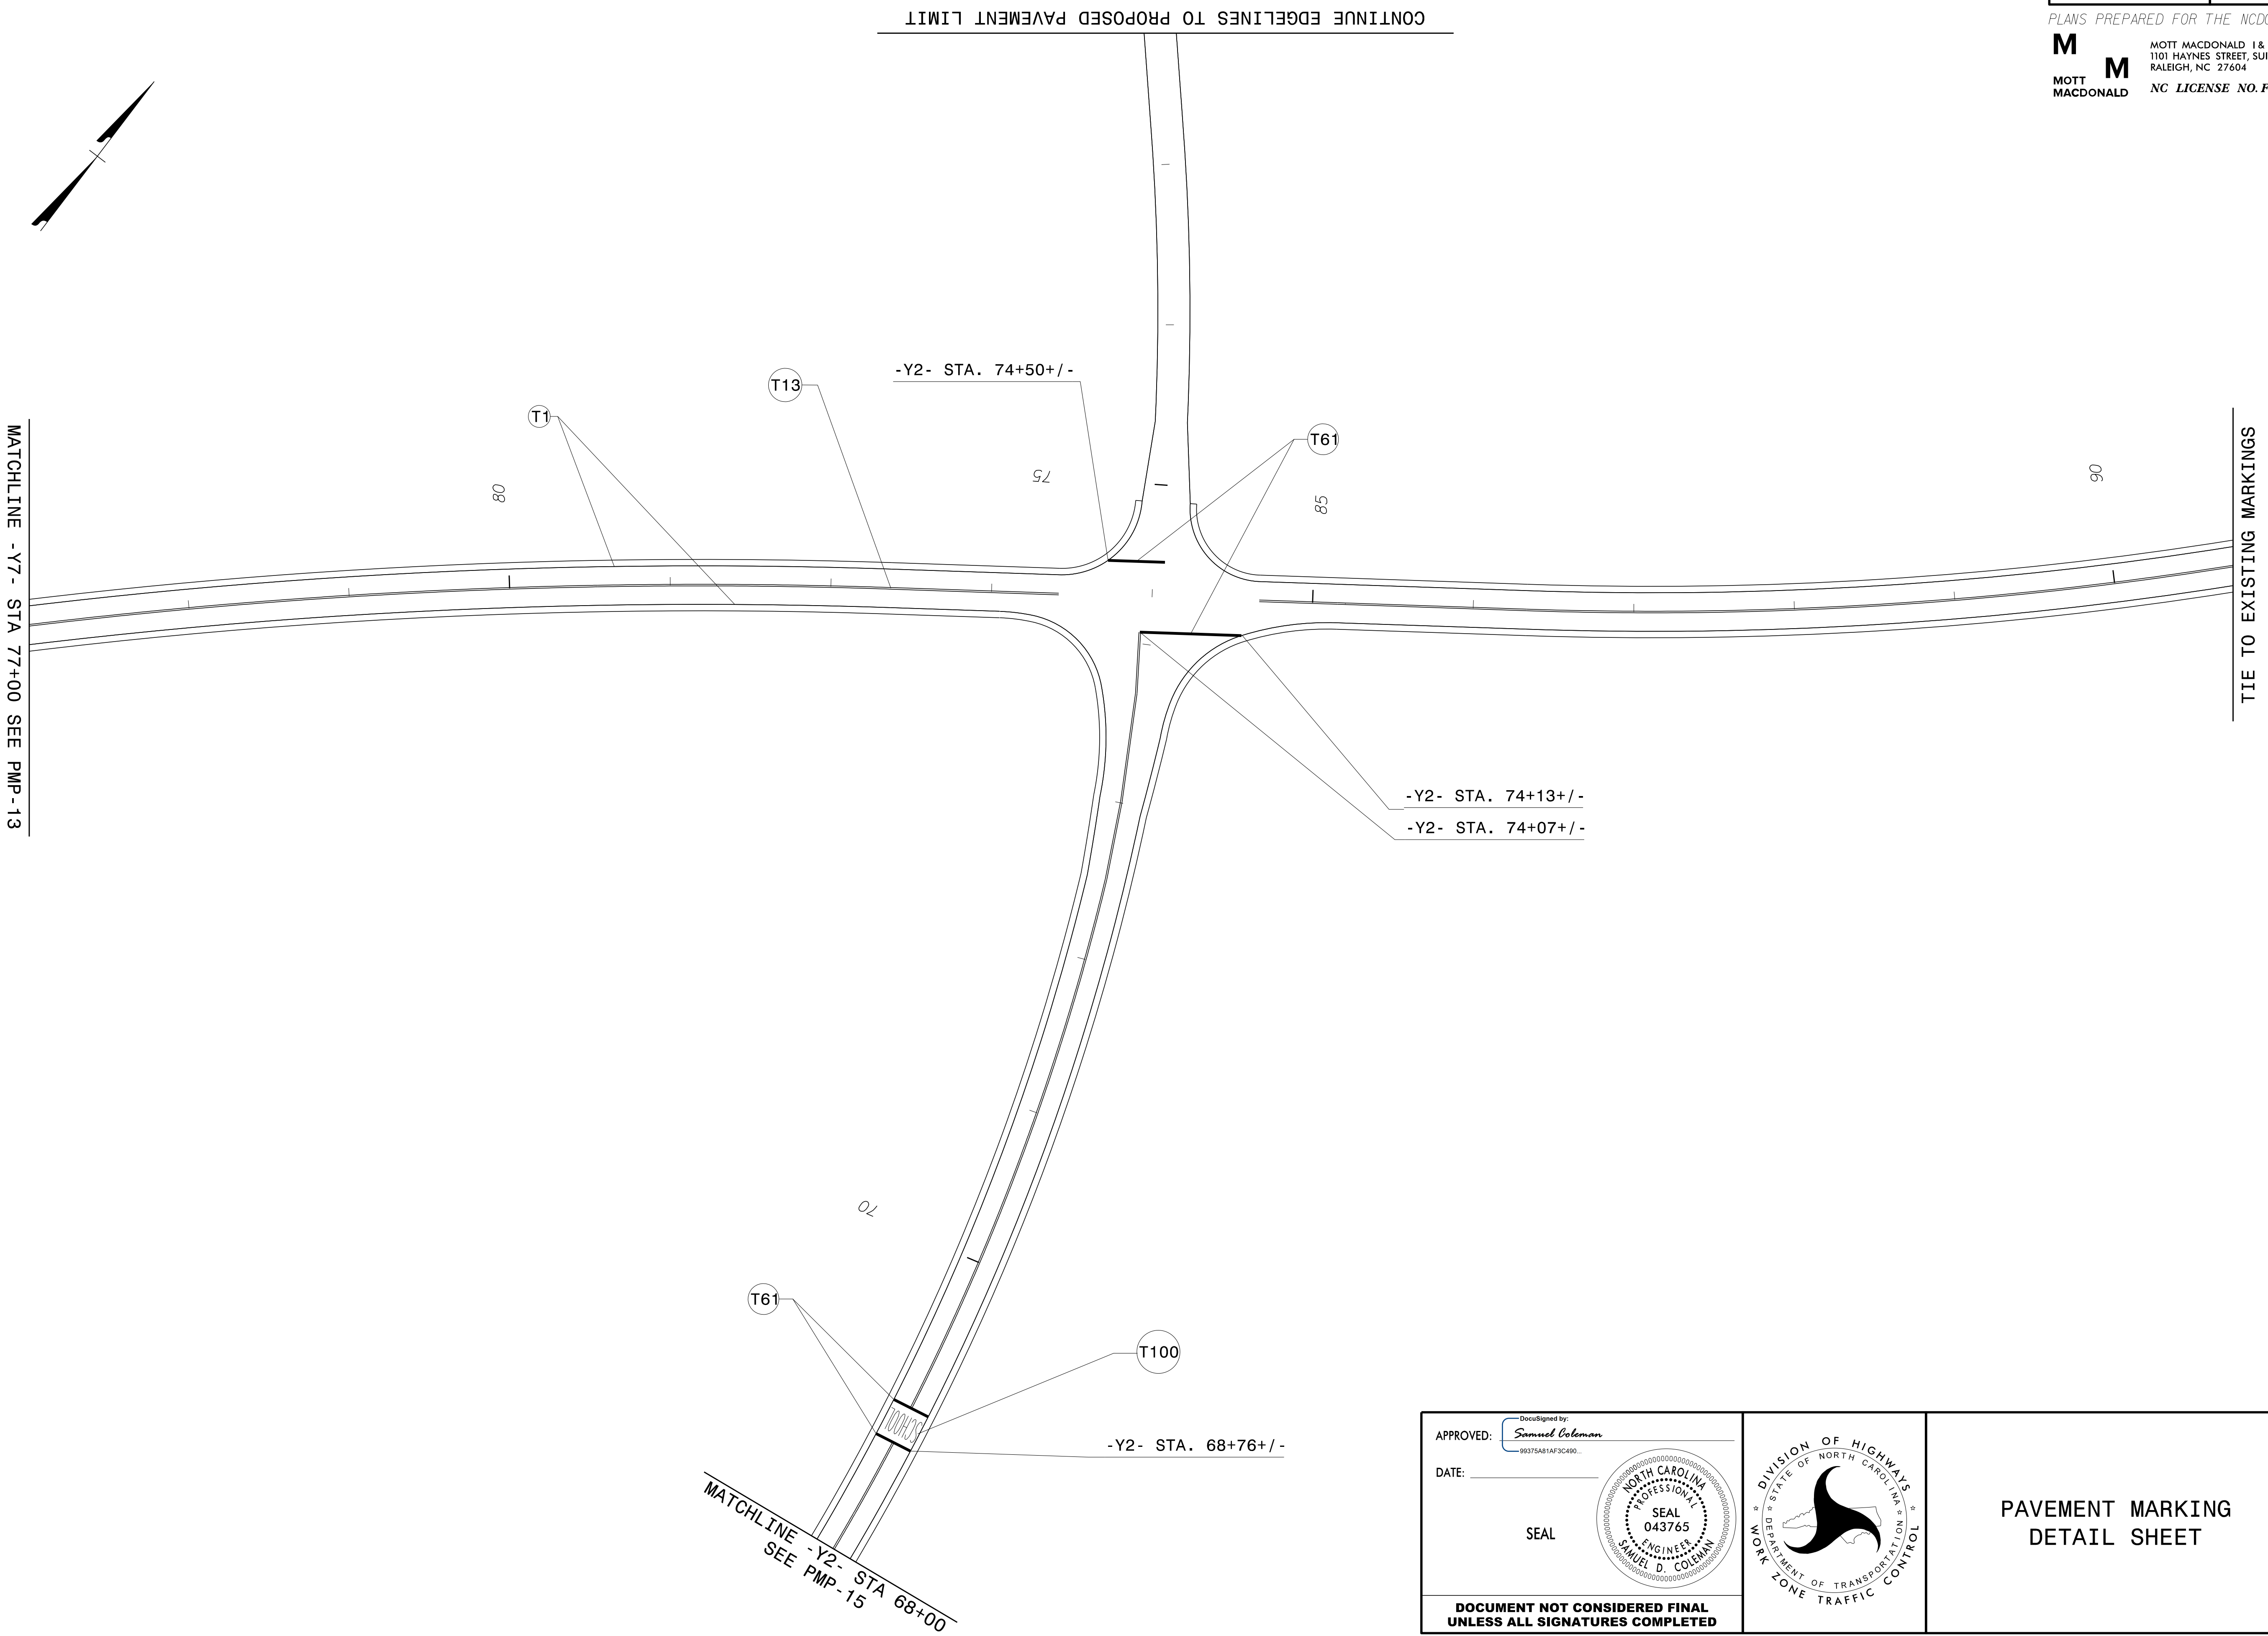 CONTINUE EDGELINES TO PROPOSED PAVEMENT LIMIT
PLANS PREPARED FOR THE
M
M
MOTT
MACDONALD
MOTT MACDONALD I &
1101 HAYNES STREET,
RALEIGH, NC 27604
NC LICENSE NO.
-Y2- STA. 74+50+/-
T13
T1
T61
75
80
85
90
MATCHLINE -Y7- STA 77+00 SEE PMP-13
TIE TO EXISTING MARKINGS
-Y2- STA. 74+13+/-
-Y2- STA. 74+07+/-
70
T61
T100
SCHOOL
-Y2- STA. 68+76+/-
MATCHLINE -Y2- STA 68+00
SEE PMP-15
APPROVED:
DocuSigned by:
Samuel Coleman
99375A81AF3C490...
DATE:
SEAL
NORTH CAROLINA
PROFESSIONAL
SEAL
043765
ENGINEER
SAMUEL D. COLEMAN
DOCUMENT NOT CONSIDERED FINAL
UNLESS ALL SIGNATURES COMPLETED
DIVISION OF HIGHWAYS
STATE OF NORTH CAROLINA
DEPARTMENT OF TRANSPORTATION
WORK ZONE TRAFFIC CONTROL
PAVEMENT MARKING
DETAIL SHEET